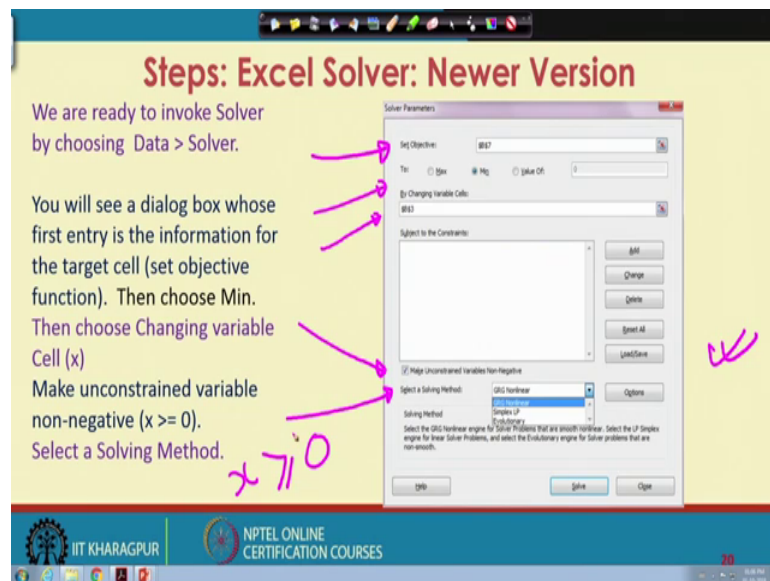 Steps: Excel Solver: Newer Version
We are ready to invoke Solver
by choosing Data > Solver.
You will see a dialog box whose
first entry is the information for
the target cell (set objective
function). Then choose Min.
Then choose Changing variable
Cell (x)
Make unconstrained variable
non-negative (x >= 0).
Select a Solving Method.
x ⩾ 0
Solver Parameters
Set Objective: $B$7
To: Max Min Value Of: 0
By Changing Variable Cells:
$B$3
Subject to the Constraints:
Add
Change
Delete
Reset All
Load/Save
Make Unconstrained Variables Non-Negative
Select a Solving Method: GRG Nonlinear Options
GRG Nonlinear
Simplex LP
Evolutionary
Solving Method
Select the GRG Nonlinear engine for Solver Problems that are smooth nonlinear. Select the LP Simplex
engine for linear Solver Problems, and select the Evolutionary engine for Solver problems that are
non-smooth.
Help Solve Close
IIT KHARAGPUR
NPTEL ONLINE
CERTIFICATION COURSES
20